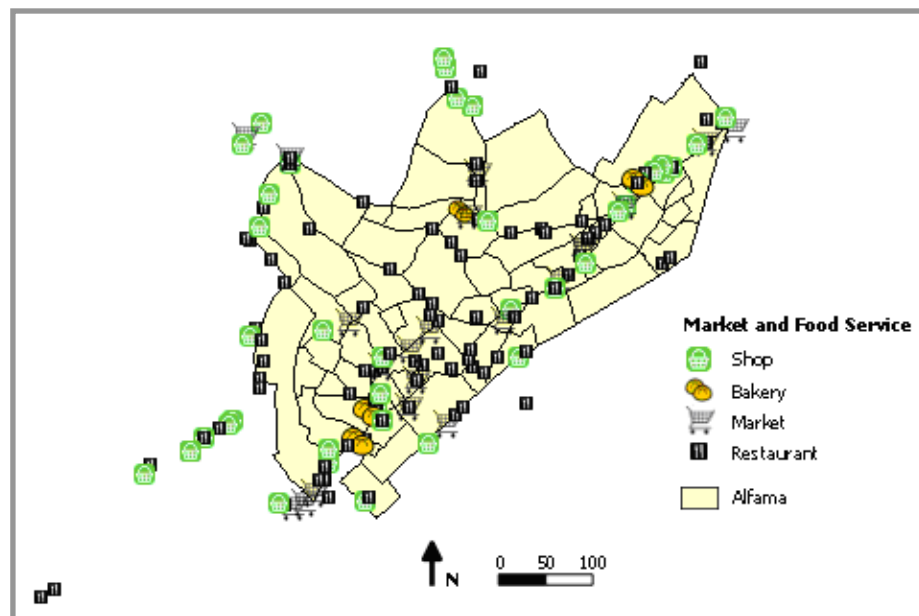 Market and Food Service
Shop
Bakery
Market
Restaurant
Alfama
N
0 50 100